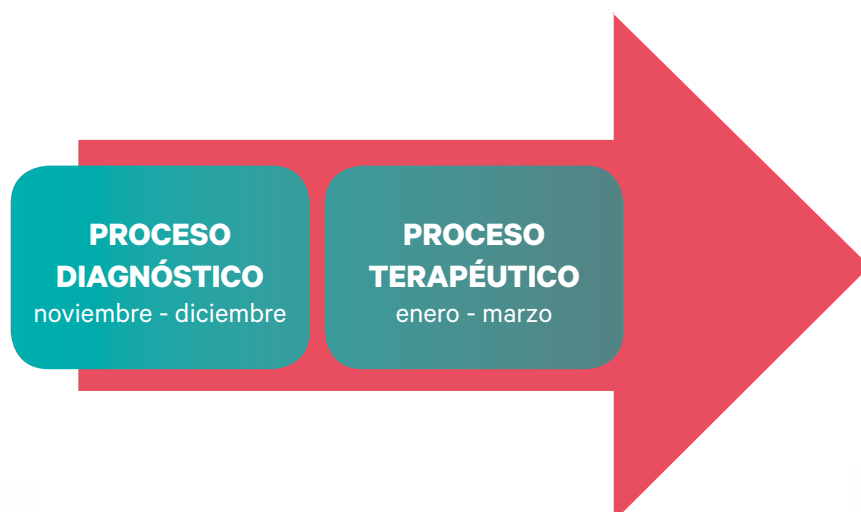 PROCESO
DIAGNÓSTICO
noviembre - diciembre
PROCESO
TERAPÉUTICO
enero - marzo